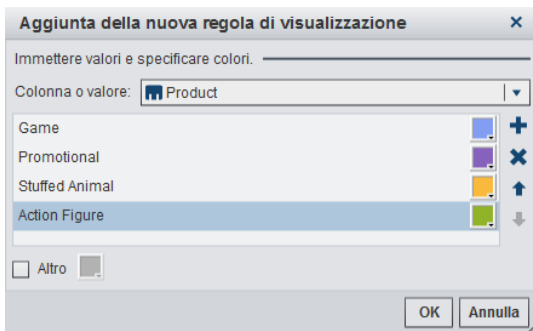 Aggiunta della nuova regola di visualizzazione
Immettere valori e specificare colori.
Colonna o valore: Product
Game
Promotional
Stuffed Animal
Action Figure
Altro
OK Annulla